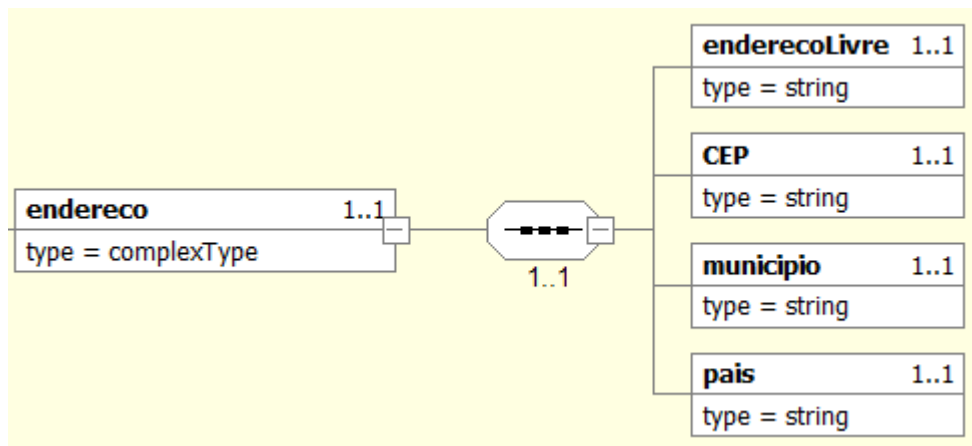 endereco 1..1
type = complexType
1..1
enderecoLivre 1..1
type = string
CEP 1..1
type = string
municipio 1..1
type = string
pais 1..1
type = string